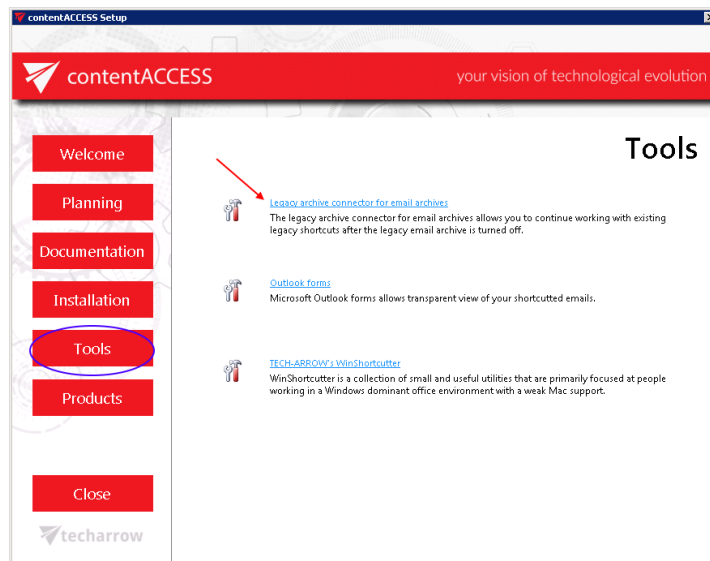 contentACCESS Setup
contentACCESS
your vision of technological evolution
Welcome
Planning
Documentation
Installation
Tools
Products
Close
techarrow
Tools
Legacy archive connector for email archives
The legacy archive connector for email archives allows you to continue working with existing
legacy shortcuts after the legacy email archive is turned off.
Outlook forms
Microsoft Outlook forms allows transparent view of your shortcutted emails.
TECH-ARROW's WinShortcutter
WinShortcutter is a collection of small and useful utilities that are primarily focused at people
working in a Windows dominant office environment with a weak Mac support.